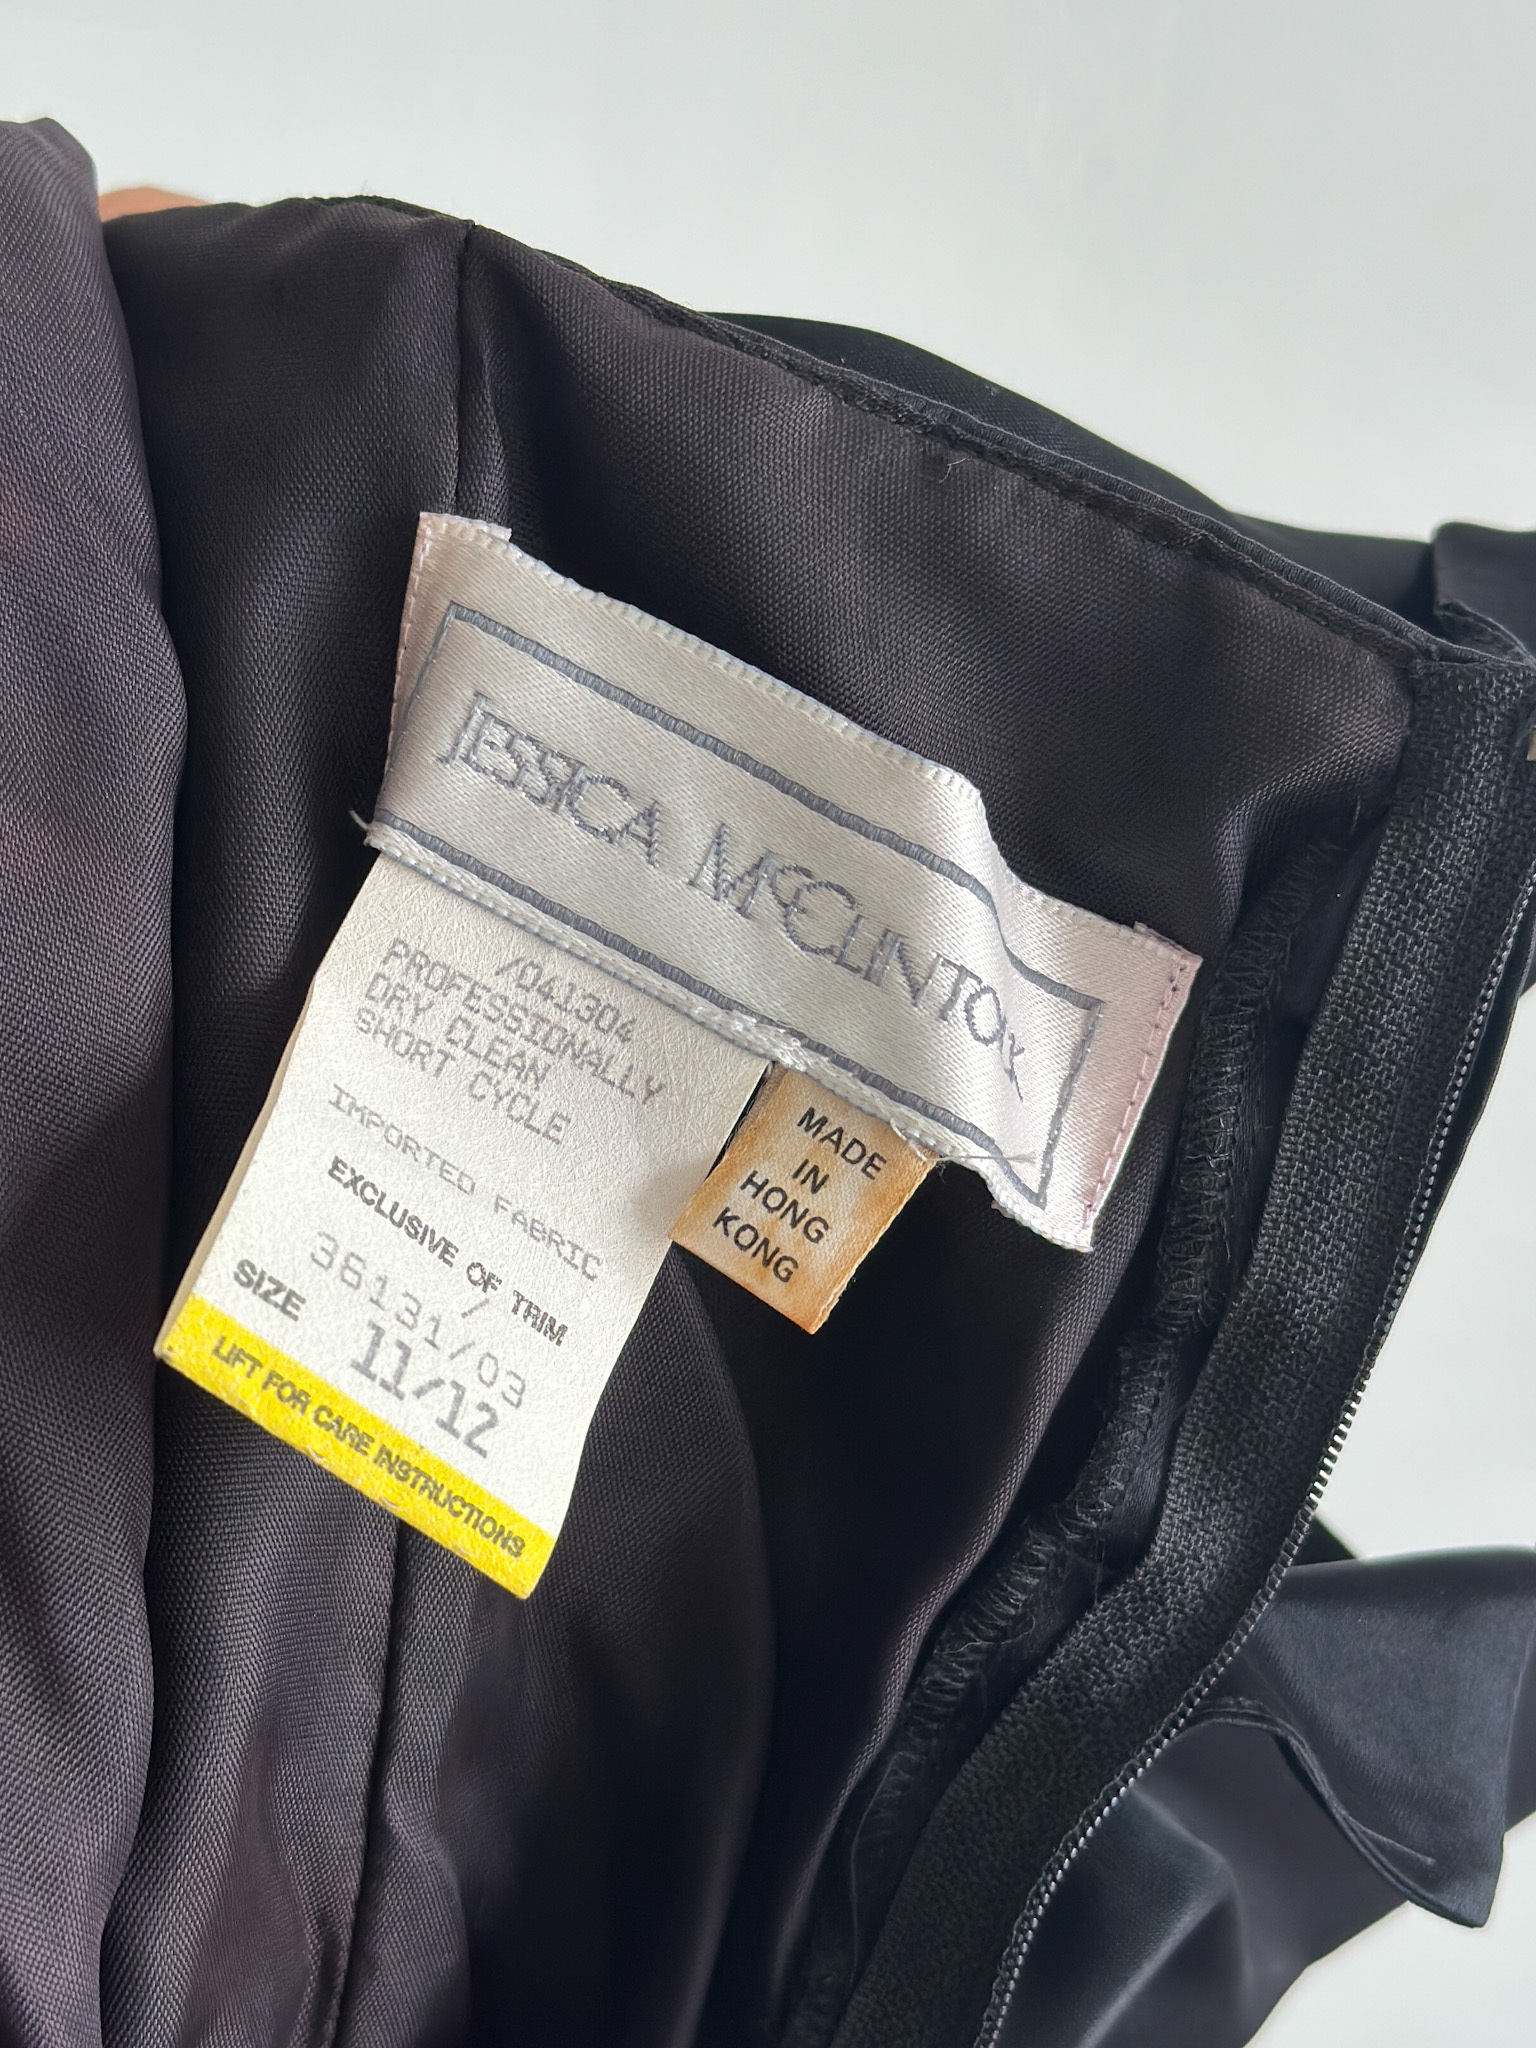 JESSICA McCLINTOCK
/041304
PROFESSIONALLY
DRY CLEAN
SHORT CYCLE
IMPORTED FABRIC
EXCLUSIVE OF TRIM
36131/03
SIZE 11/12
LIFT FOR CARE INSTRUCTIONS
MADE
IN
HONG
KONG